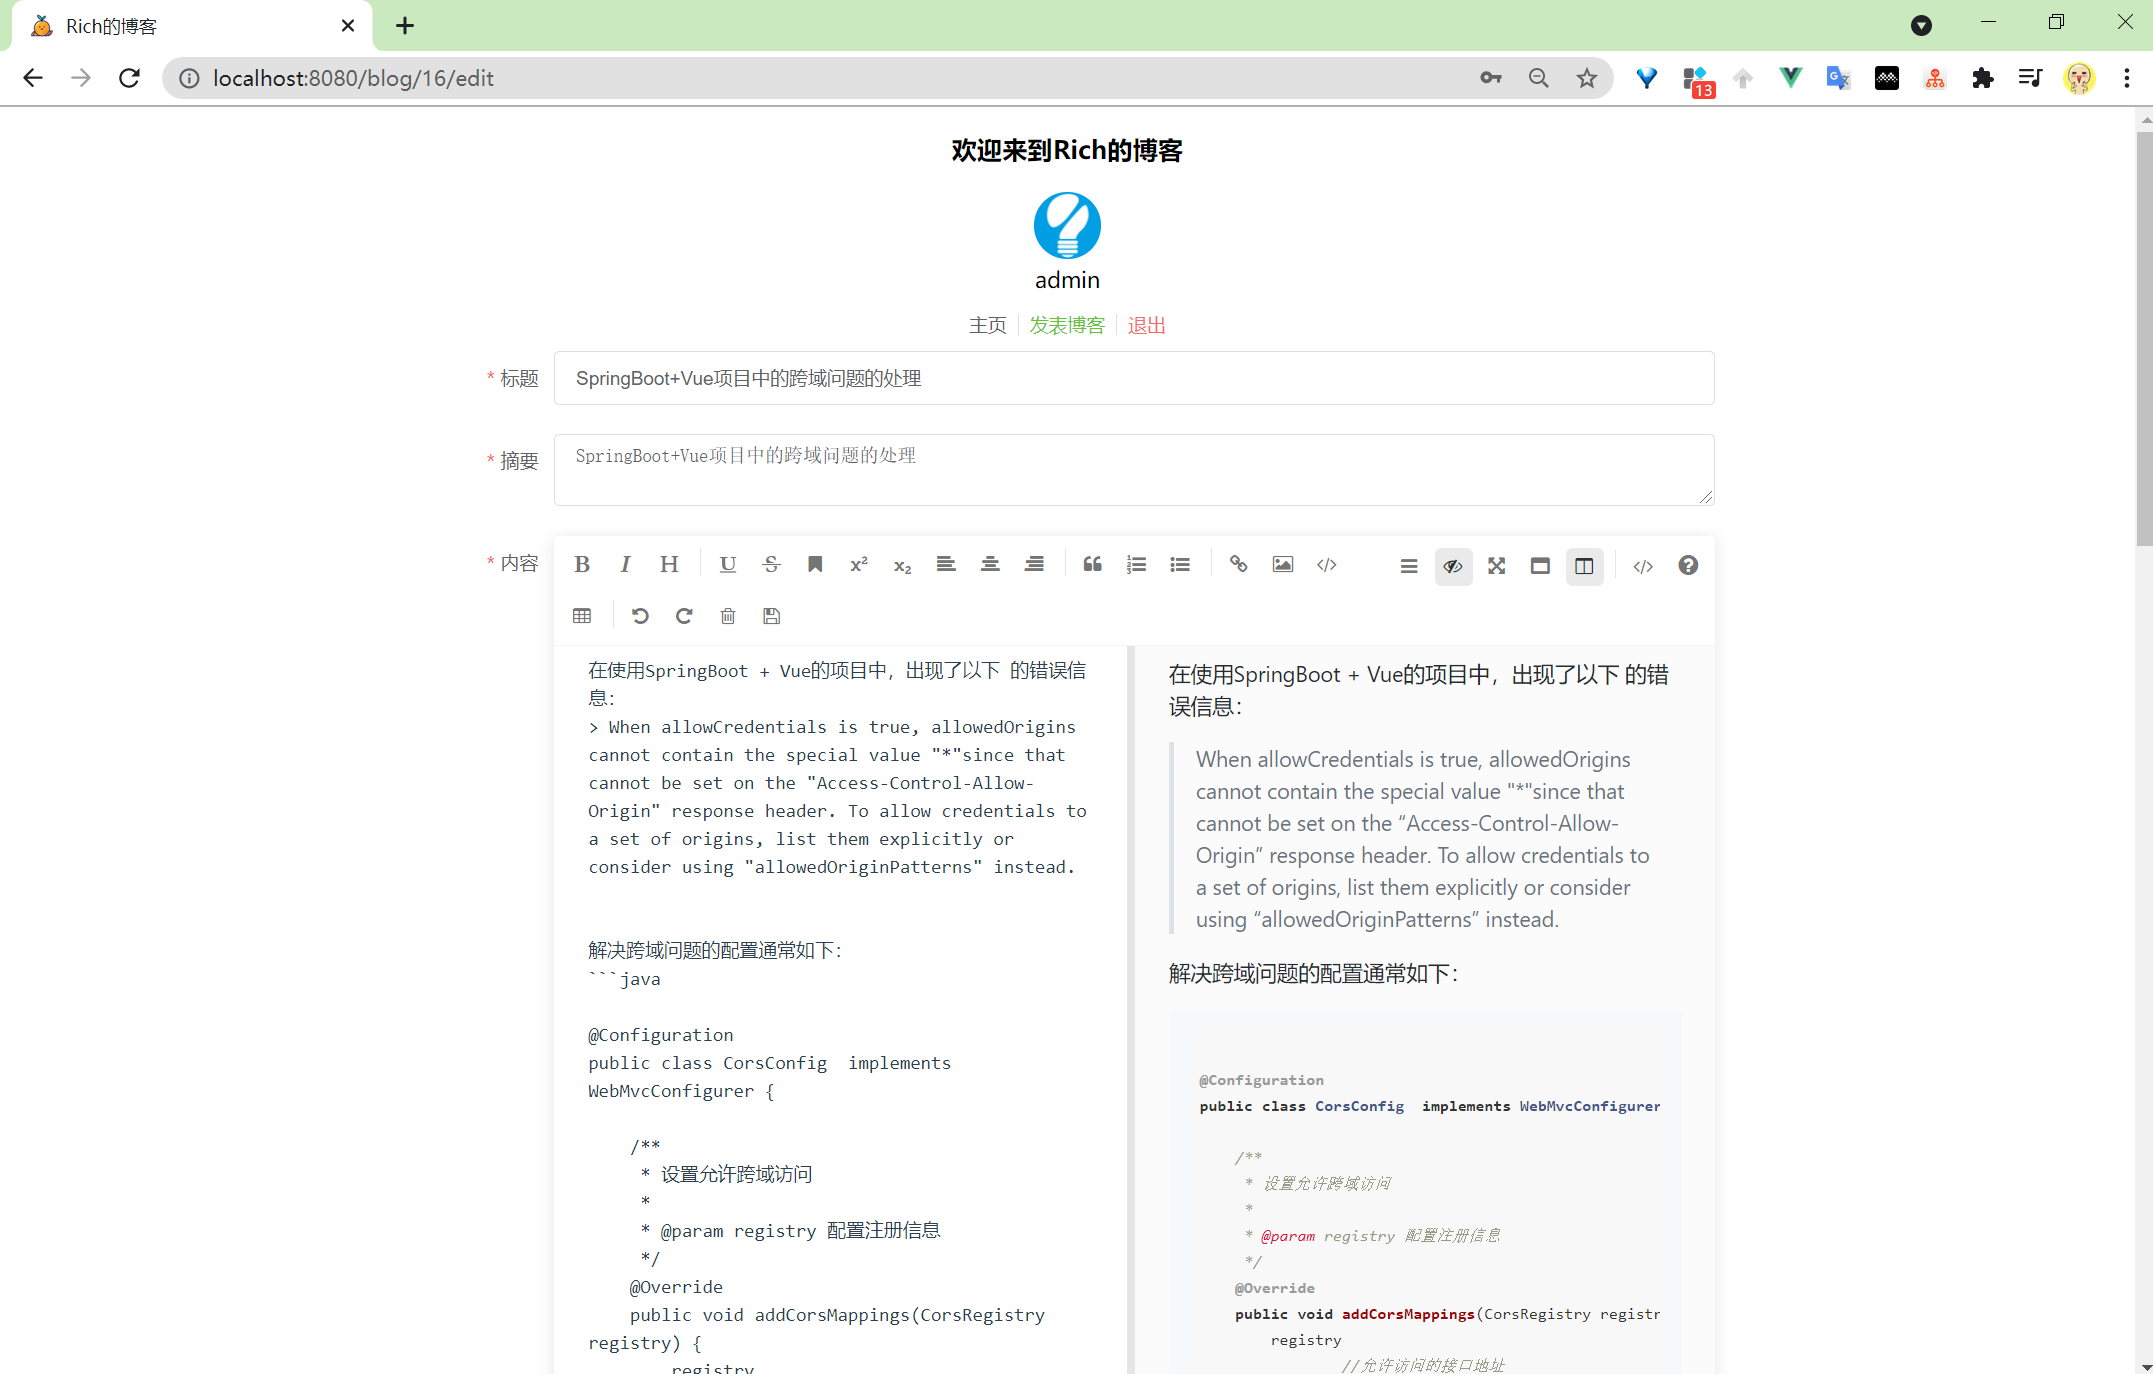 Rich的博客
localhost:8080/blog/16/edit
13
欢迎来到Rich的博客
admin
主页 发表博客 退出
* 标题 SpringBoot+Vue项目中的跨域问题的处理
* 摘要 SpringBoot+Vue项目中的跨域问题的处理
* 内容
在使用SpringBoot + Vue的项目中，出现了以下 的错误信
息：
> When allowCredentials is true, allowedOrigins
cannot contain the special value "*"since that
cannot be set on the "Access-Control-Allow-
Origin" response header. To allow credentials to
a set of origins, list them explicitly or
consider using "allowedOriginPatterns" instead.
解决跨域问题的配置通常如下：
```java
@Configuration
public class CorsConfig  implements
WebMvcConfigurer {
/**
* 设置允许跨域访问
*
* @param registry 配置注册信息
*/
@Override
public void addCorsMappings(CorsRegistry
registry) {
registry
在使用SpringBoot + Vue的项目中，出现了以下 的错
误信息：
When allowCredentials is true, allowedOrigins
cannot contain the special value "*"since that
cannot be set on the “Access-Control-Allow-
Origin” response header. To allow credentials to
a set of origins, list them explicitly or consider
using “allowedOriginPatterns” instead.
解决跨域问题的配置通常如下：
@Configuration
public class CorsConfig  implements WebMvcConfigurer
/**
* 设置允许跨域访问
*
* @param registry 配置注册信息
*/
@Override
public void addCorsMappings(CorsRegistry registr
registry
//允许访问的接口地址